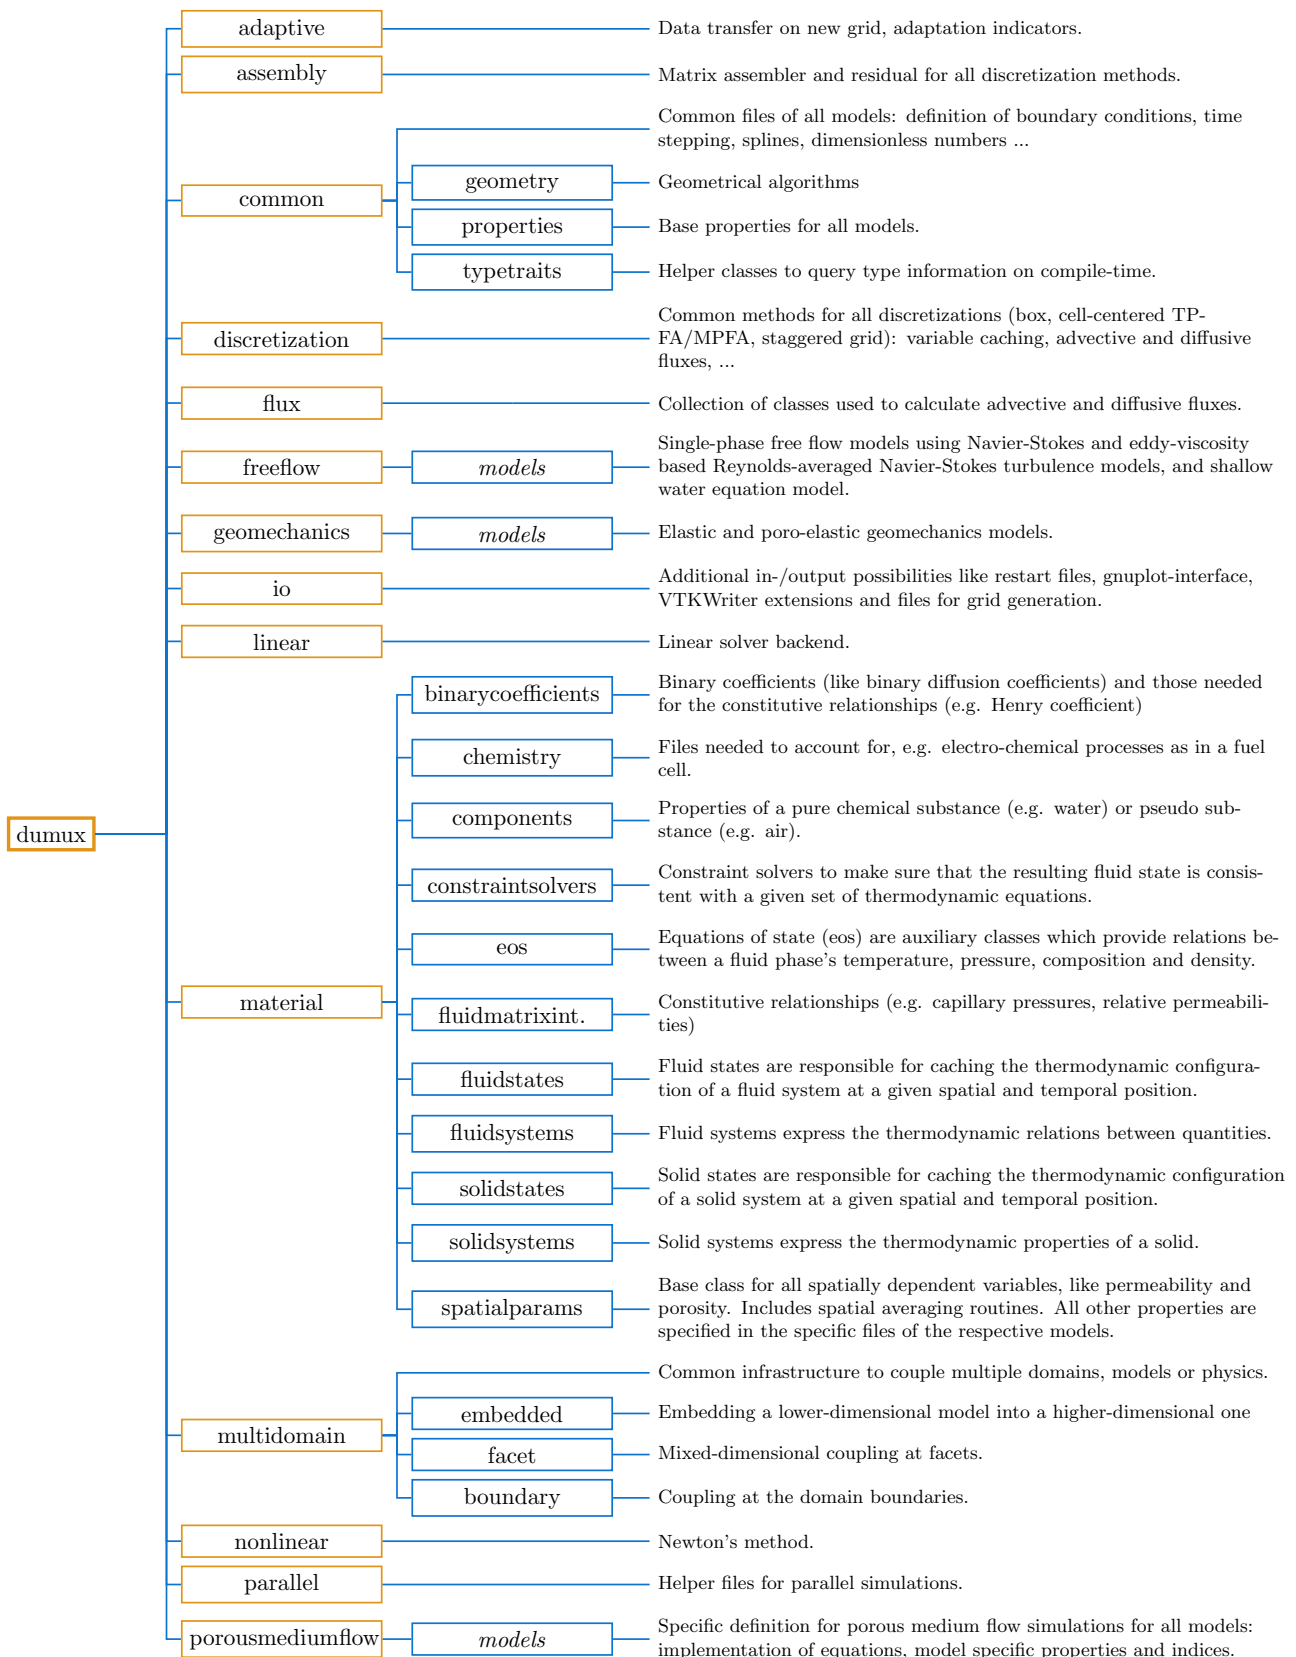 adaptive
Data transfer on new grid, adaptation indicators.
assembly
Matrix assembler and residual for all discretization methods.
common
Common files of all models: definition of boundary conditions, time
stepping, splines, dimensionless numbers ...
geometry
Geometrical algorithms
properties
Base properties for all models.
typetraits
Helper classes to query type information on compile-time.
discretization
Common methods for all discretizations (box, cell-centered TP-
FA/MPFA, staggered grid): variable caching, advective and diffusive
fluxes, ...
flux
Collection of classes used to calculate advective and diffusive fluxes.
freeflow
models
Single-phase free flow models using Navier-Stokes and eddy-viscosity
based Reynolds-averaged Navier-Stokes turbulence models, and shallow
water equation model.
geomechanics
models
Elastic and poro-elastic geomechanics models.
io
Additional in-/output possibilities like restart files, gnuplot-interface,
VTKWriter extensions and files for grid generation.
linear
Linear solver backend.
dumux
material
binarycoefficients
Binary coefficients (like binary diffusion coefficients) and those needed
for the constitutive relationships (e.g. Henry coefficient)
chemistry
Files needed to account for, e.g. electro-chemical processes as in a fuel
cell.
components
Properties of a pure chemical substance (e.g. water) or pseudo sub-
stance (e.g. air).
constraintsolvers
Constraint solvers to make sure that the resulting fluid state is consis-
tent with a given set of thermodynamic equations.
eos
Equations of state (eos) are auxiliary classes which provide relations be-
tween a fluid phase's temperature, pressure, composition and density.
fluidmatrixint.
Constitutive relationships (e.g. capillary pressures, relative permeabili-
ties)
fluidstates
Fluid states are responsible for caching the thermodynamic configura-
tion of a fluid system at a given spatial and temporal position.
fluidsystems
Fluid systems express the thermodynamic relations between quantities.
solidstates
Solid states are responsible for caching the thermodynamic configuration
of a solid system at a given spatial and temporal position.
solidsystems
Solid systems express the thermodynamic properties of a solid.
spatialparams
Base class for all spatially dependent variables, like permeability and
porosity. Includes spatial averaging routines. All other properties are
specified in the specific files of the respective models.
multidomain
Common infrastructure to couple multiple domains, models or physics.
embedded
Embedding a lower-dimensional model into a higher-dimensional one
facet
Mixed-dimensional coupling at facets.
boundary
Coupling at the domain boundaries.
nonlinear
Newton's method.
parallel
Helper files for parallel simulations.
porousmediumflow
models
Specific definition for porous medium flow simulations for all models:
implementation of equations, model specific properties and indices.